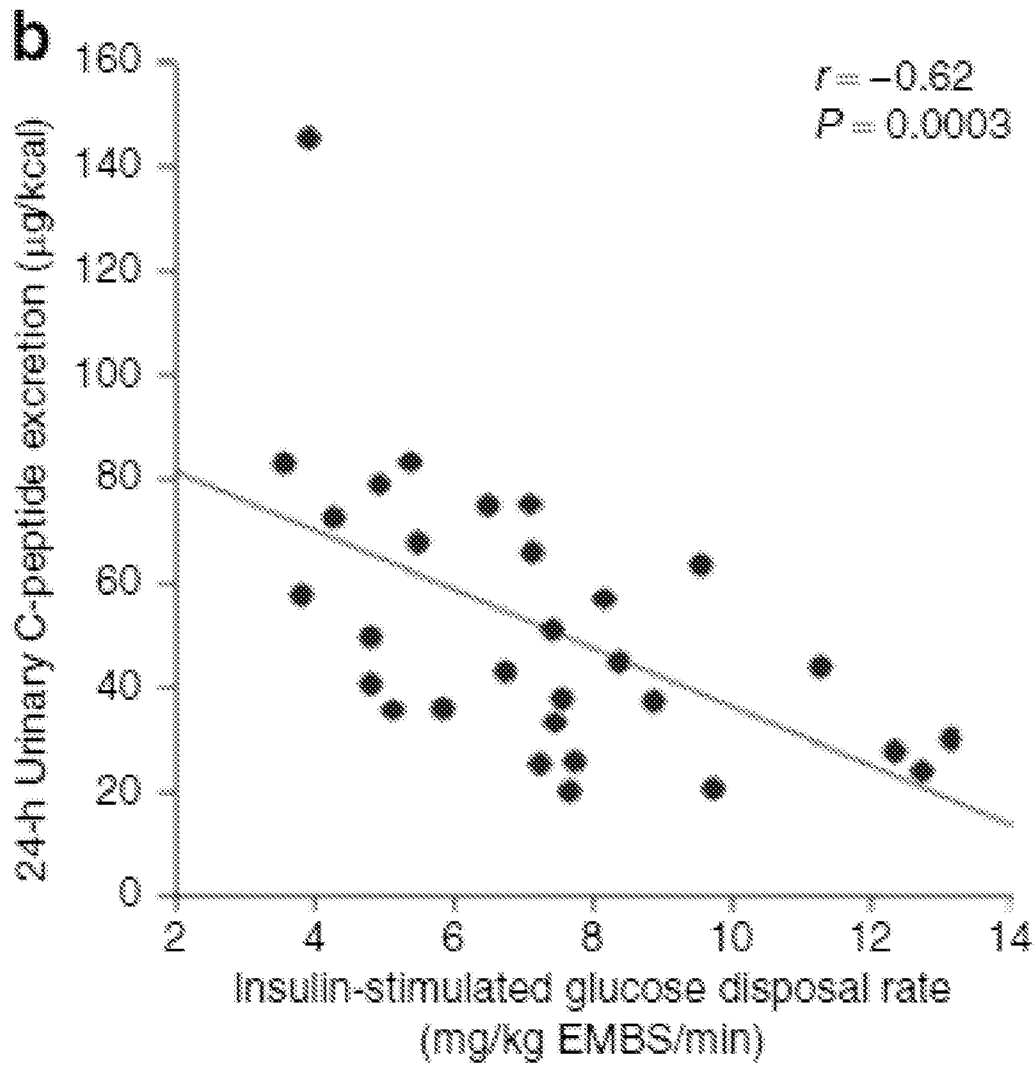 b
r = −0.62
P = 0.0003
24-h Urinary C-peptide excretion (µg/kcal)
160
140
120
100
80
60
40
20
0
2 4 6 8 10 12 14
Insulin-stimulated glucose disposal rate
(mg/kg EMBS/min)